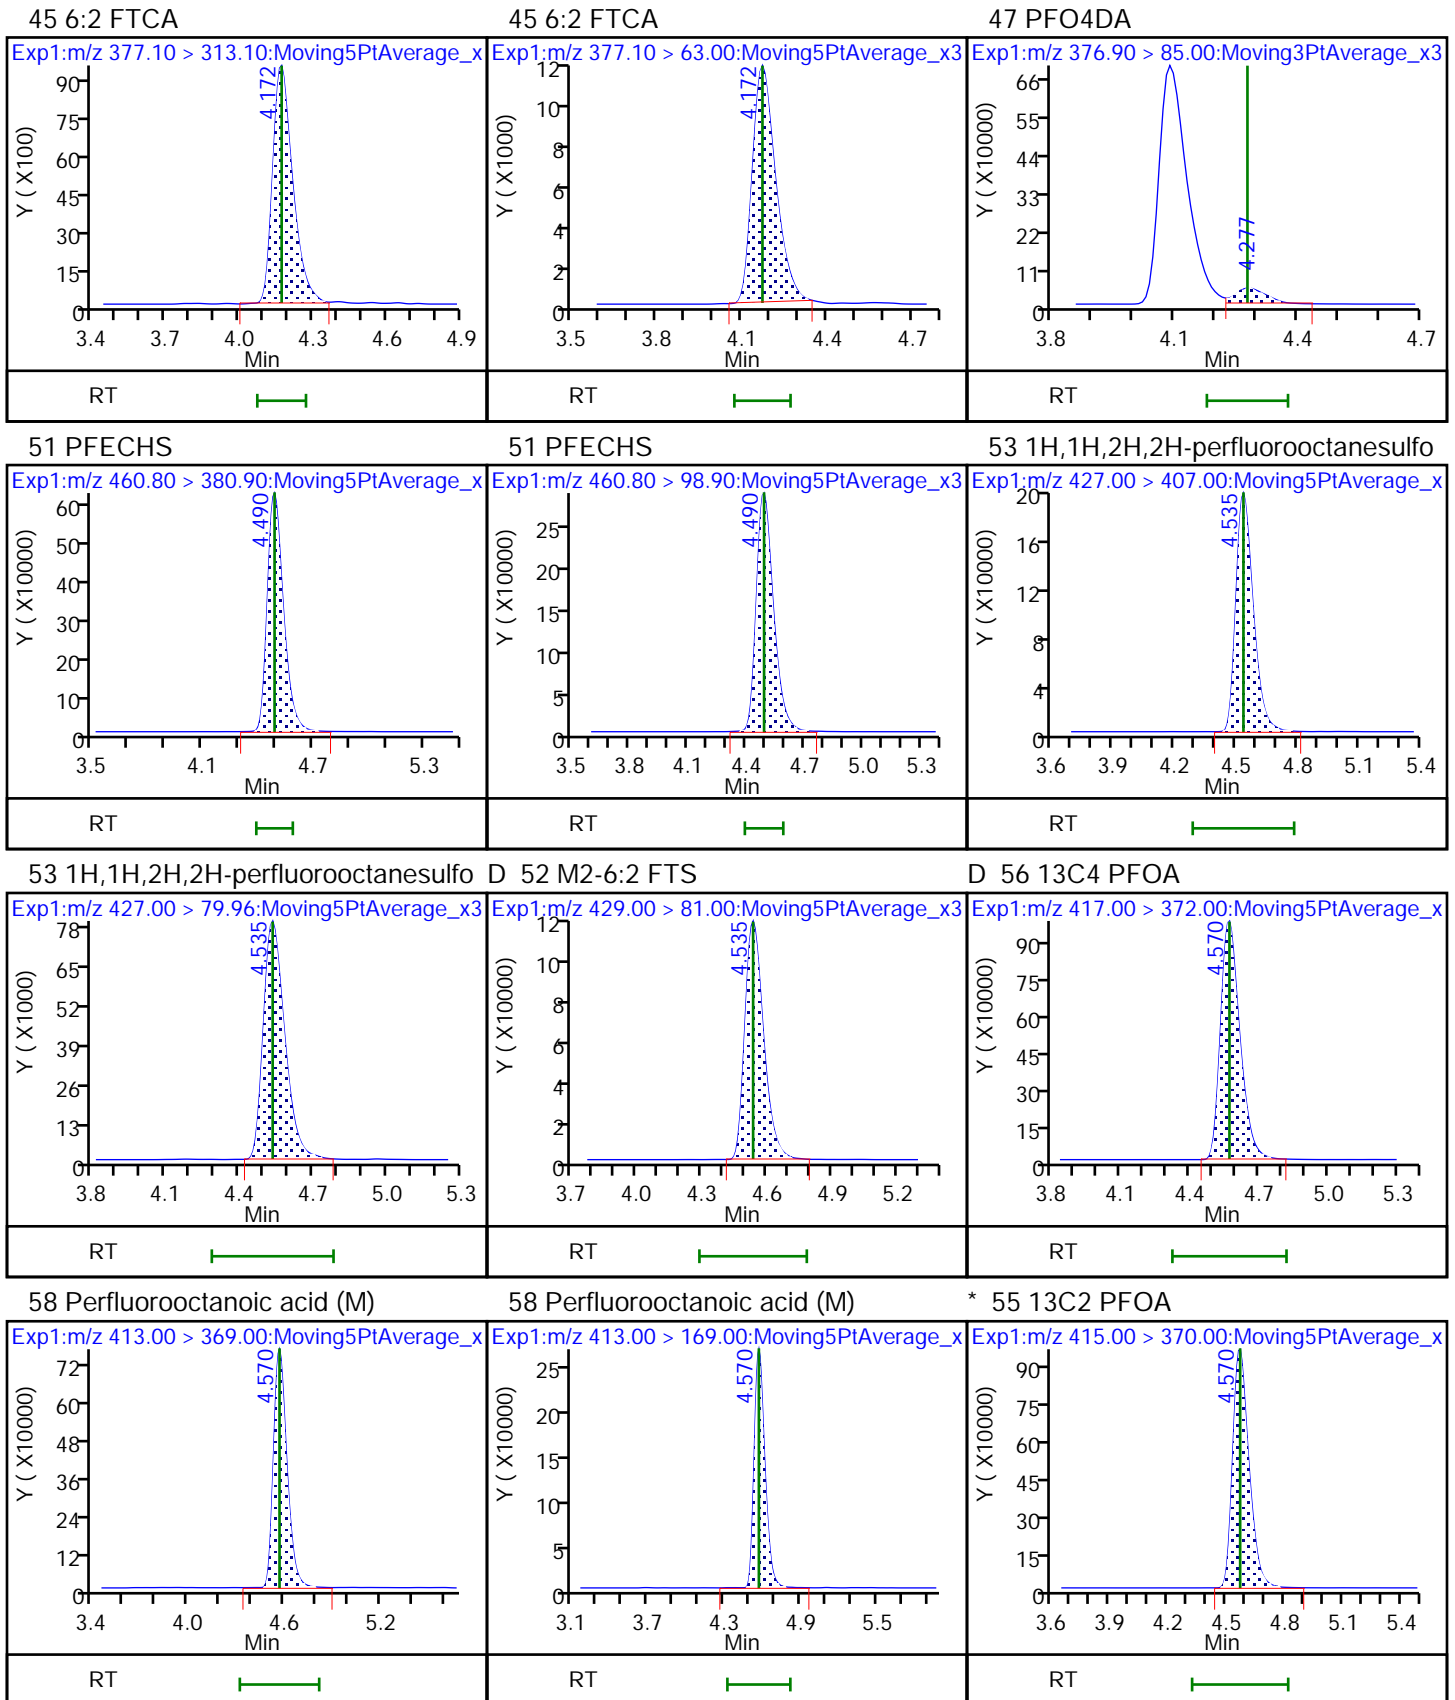 45 6:2 FTCA
Exp1:m/z 377.10 > 313.10:Moving5PtAverage_x
Y ( X100)
90
75
60
45
30
15
0
4.172
3.4 3.7 4.0 4.3 4.6 4.9
Min
RT
45 6:2 FTCA
Exp1:m/z 377.10 > 63.00:Moving5PtAverage_x3
Y ( X1000)
12
10
8
6
4
2
0
4.172
3.5 3.8 4.1 4.4 4.7
Min
RT
47 PFO4DA
Exp1:m/z 376.90 > 85.00:Moving3PtAverage_x3
Y ( X10000)
66
55
44
33
22
11
0
4.277
3.8 4.1 4.4 4.7
Min
RT
51 PFECHS
Exp1:m/z 460.80 > 380.90:Moving5PtAverage_x
Y ( X10000)
60
50
40
30
20
10
0
4.490
3.5 4.1 4.7 5.3
Min
RT
51 PFECHS
Exp1:m/z 460.80 > 98.90:Moving5PtAverage_x3
Y ( X10000)
25
20
15
10
5
0
4.490
3.5 3.8 4.1 4.4 4.7 5.0 5.3
Min
RT
53 1H,1H,2H,2H-perfluorooctanesulfo
Exp1:m/z 427.00 > 407.00:Moving5PtAverage_x
Y ( X10000)
20
16
12
8
4
0
4.535
3.6 3.9 4.2 4.5 4.8 5.1 5.4
Min
RT
53 1H,1H,2H,2H-perfluorooctanesulfo
Exp1:m/z 427.00 > 79.96:Moving5PtAverage_x3
Y ( X1000)
78
65
52
39
26
13
0
4.535
3.8 4.1 4.4 4.7 5.0 5.3
Min
RT
D 52 M2-6:2 FTS
Exp1:m/z 429.00 > 81.00:Moving5PtAverage_x3
Y ( X10000)
12
10
8
6
4
2
0
4.535
3.7 4.0 4.3 4.6 4.9 5.2
Min
RT
D 56 13C4 PFOA
Exp1:m/z 417.00 > 372.00:Moving5PtAverage_x
Y ( X10000)
90
75
60
45
30
15
0
4.570
3.8 4.1 4.4 4.7 5.0 5.3
Min
RT
58 Perfluorooctanoic acid (M)
Exp1:m/z 413.00 > 369.00:Moving5PtAverage_x
Y ( X10000)
72
60
48
36
24
12
0
4.570
3.4 4.0 4.6 5.2
Min
RT
58 Perfluorooctanoic acid (M)
Exp1:m/z 413.00 > 169.00:Moving5PtAverage_x
Y ( X10000)
25
20
15
10
5
0
4.570
3.1 3.7 4.3 4.9 5.5
Min
RT
* 55 13C2 PFOA
Exp1:m/z 415.00 > 370.00:Moving5PtAverage_x
Y ( X10000)
90
75
60
45
30
15
0
4.570
3.6 3.9 4.2 4.5 4.8 5.1 5.4
Min
RT